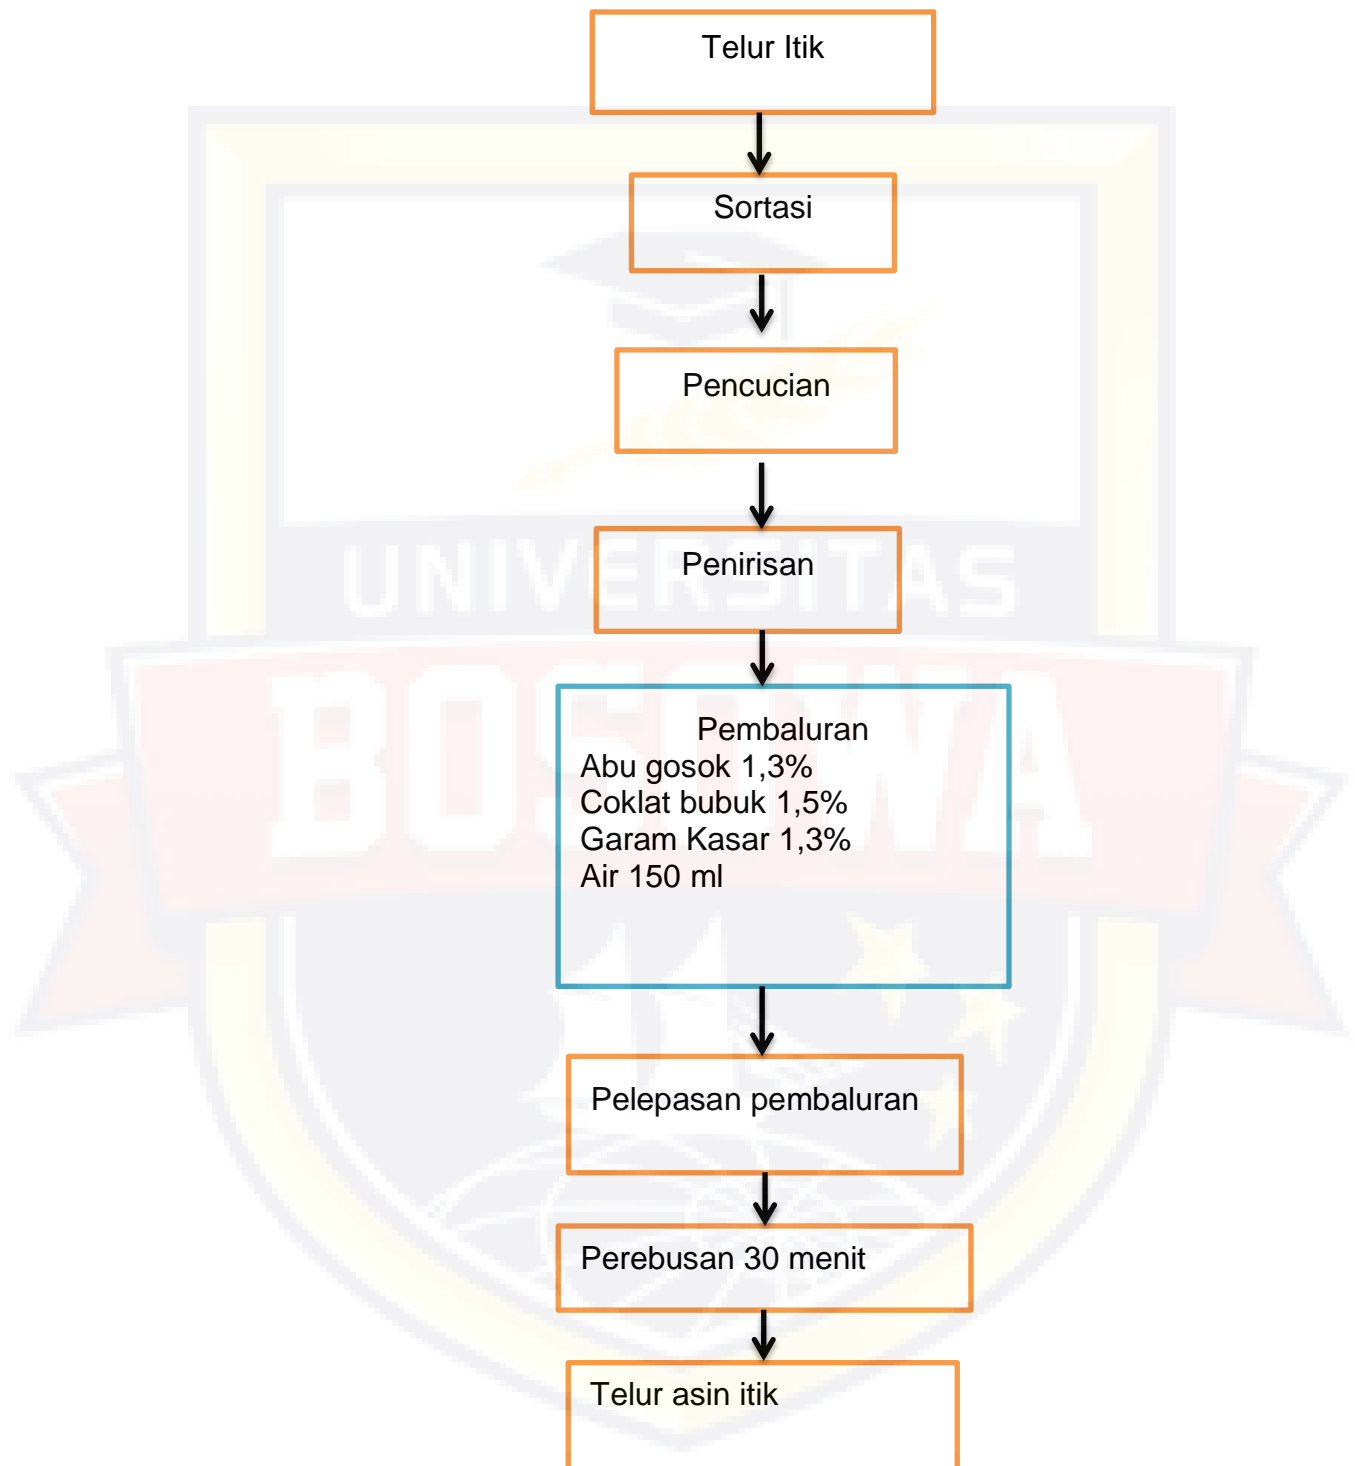 Telur Itik
Sortasi
Pencucian
UNIVERSITAS
Penirisan
BOSOWA
Pembaluran
Abu gosok 1,3%
Coklat bubuk 1,5%
Garam Kasar 1,3%
Air 150 ml
Pelepasan pembaluran
Perebusan 30 menit
Telur asin itik